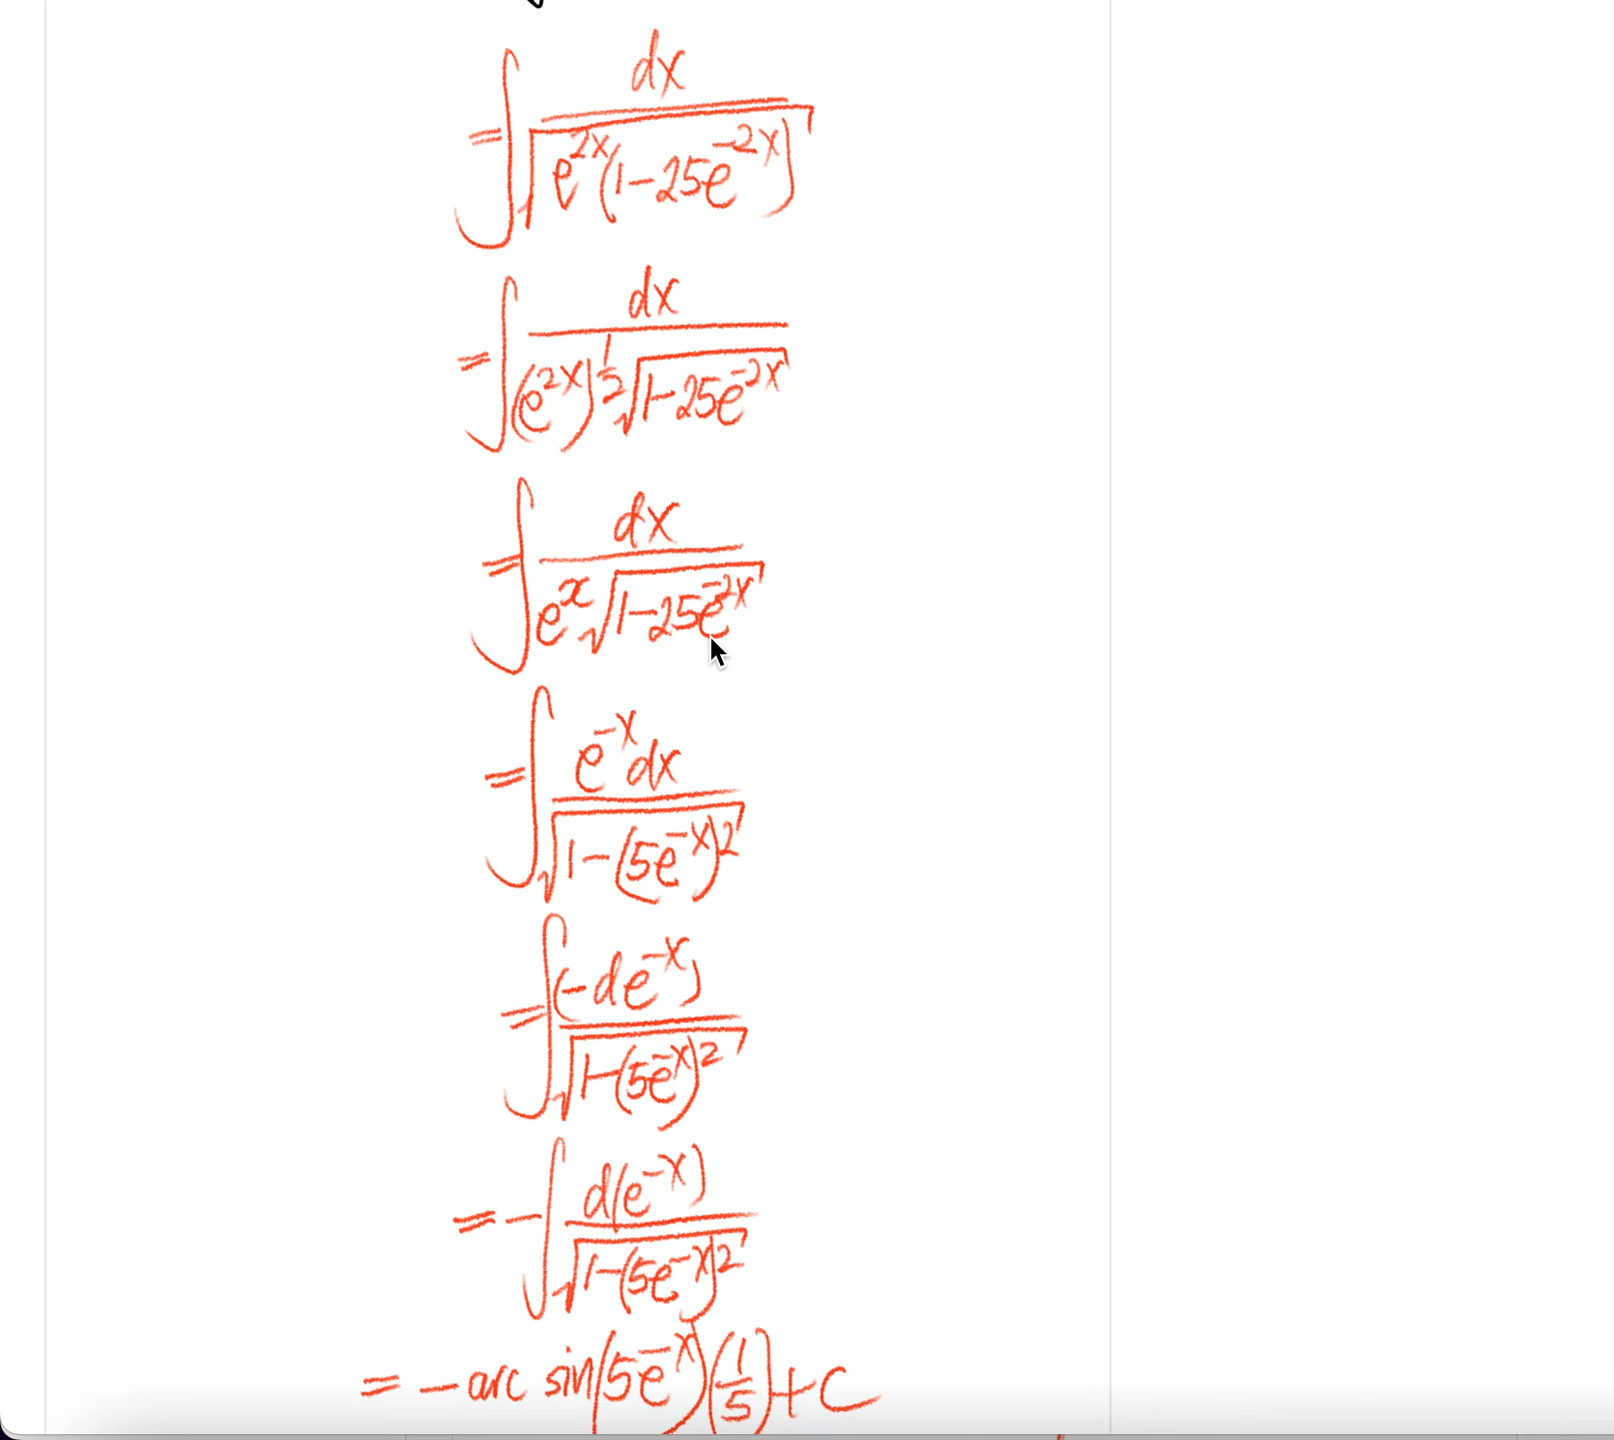 = ∫ dx / √(e^{2x}(1-25e^{-2x}))
= ∫ dx / ((e^{2x})^{1/2} √(1-25e^{-2x}))
= ∫ dx / (e^x √(1-25e^{-2x}))
= ∫ e^{-x} dx / √(1-(5e^{-x})^2)
= ∫ (-de^{-x}) / √(1-(5e^{-x})^2)
= - ∫ d(e^{-x}) / √(1-(5e^{-x})^2)
= - arc sin(5e^{-x})(1/5)+C